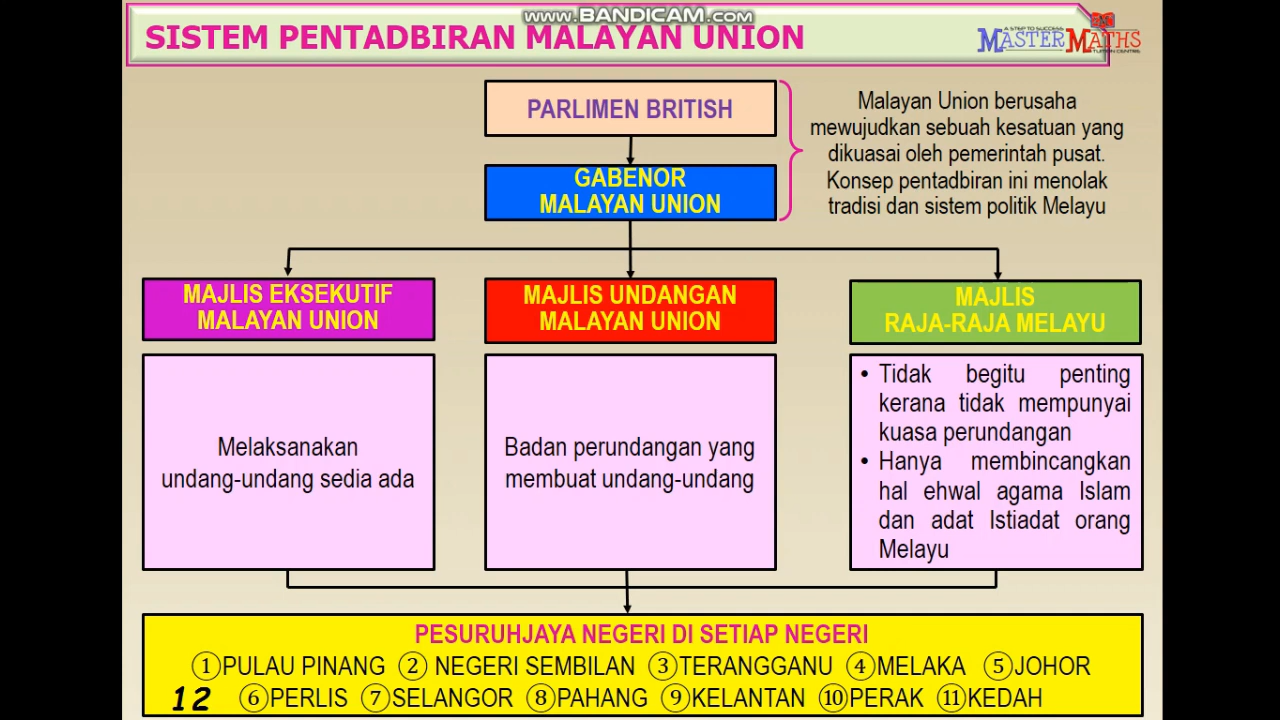 WWW.BANDICAM.COM
SISTEM PENTADBIRAN MALAYAN UNION
A STEP TO SUCCESS
MASTER MATHS
TUITION CENTRE
PARLIMEN BRITISH
GABENOR
MALAYAN UNION
Malayan Union berusaha
mewujudkan sebuah kesatuan yang
dikuasai oleh pemerintah pusat.
Konsep pentadbiran ini menolak
tradisi dan sistem politik Melayu
MAJLIS EKSEKUTIF
MALAYAN UNION
Melaksanakan
undang-undang sedia ada
MAJLIS UNDANGAN
MALAYAN UNION
Badan perundangan yang
membuat undang-undang
MAJLIS
RAJA-RAJA MELAYU
• Tidak begitu penting
kerana tidak mempunyai
kuasa perundangan
• Hanya membincangkan
hal ehwal agama Islam
dan adat Istiadat orang
Melayu
PESURUHJAYA NEGERI DI SETIAP NEGERI
①PULAU PINANG ② NEGERI SEMBILAN ③TERANGGANU ④MELAKA ⑤JOHOR
⑥PERLIS ⑦SELANGOR ⑧PAHANG ⑨KELANTAN ⑩PERAK ⑪KEDAH
12